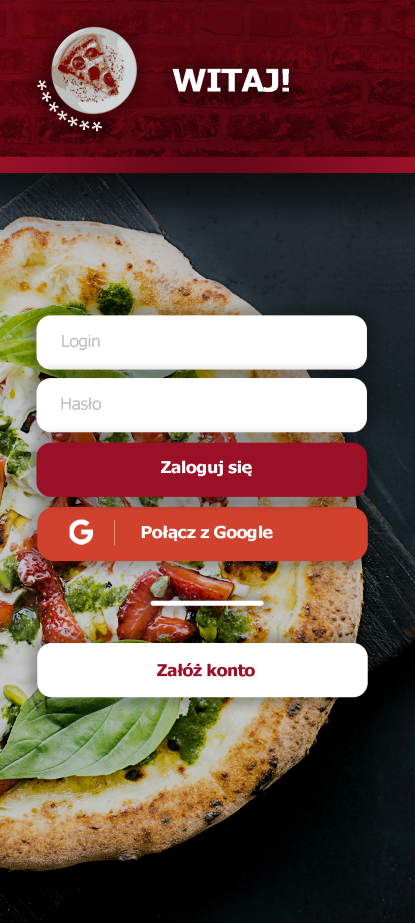 WITAJ!
*******
Login
Hasło
Zaloguj się
G
Połącz z Google
Załóż konto